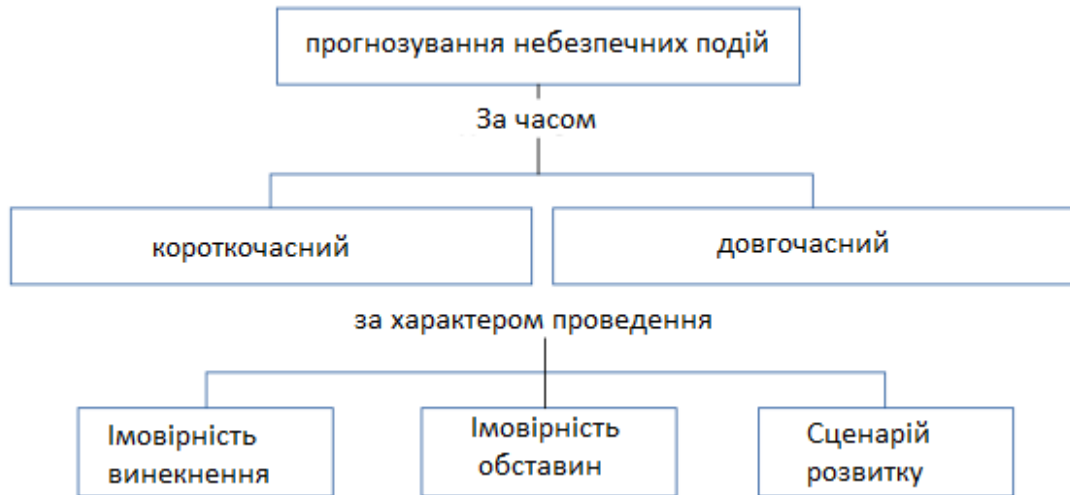 прогнозування небезпечних подій
За часом
короткочасний
довгочасний
за характером проведення
Імовірність
винекнення
Імовірність
обставин
Сценарій
розвитку